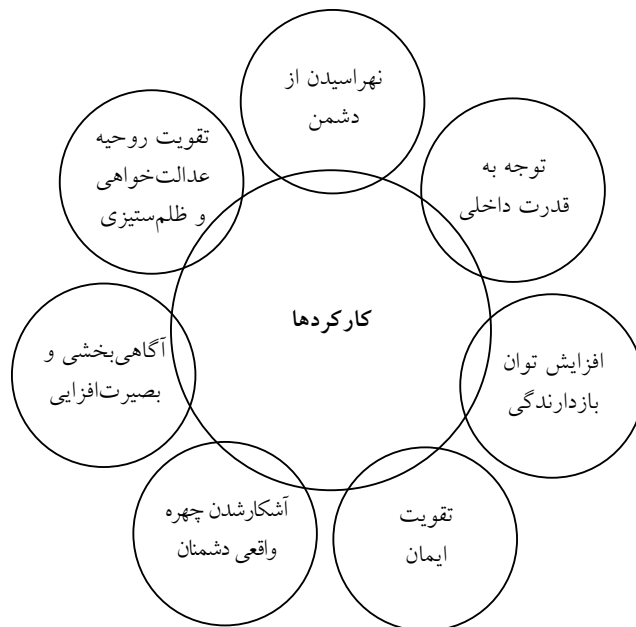 نهراسیدن از
دشمن
توجه به
قدرت داخلی
افزایش توان
بازدارندگی
تقویت
ایمان
آشکارشدن چهره
واقعی دشمنان
آگاهی‌بخشی و
بصیرت‌افزایی
تقویت روحیه
عدالت‌خواهی
و ظلم‌ستیزی
کارکردها